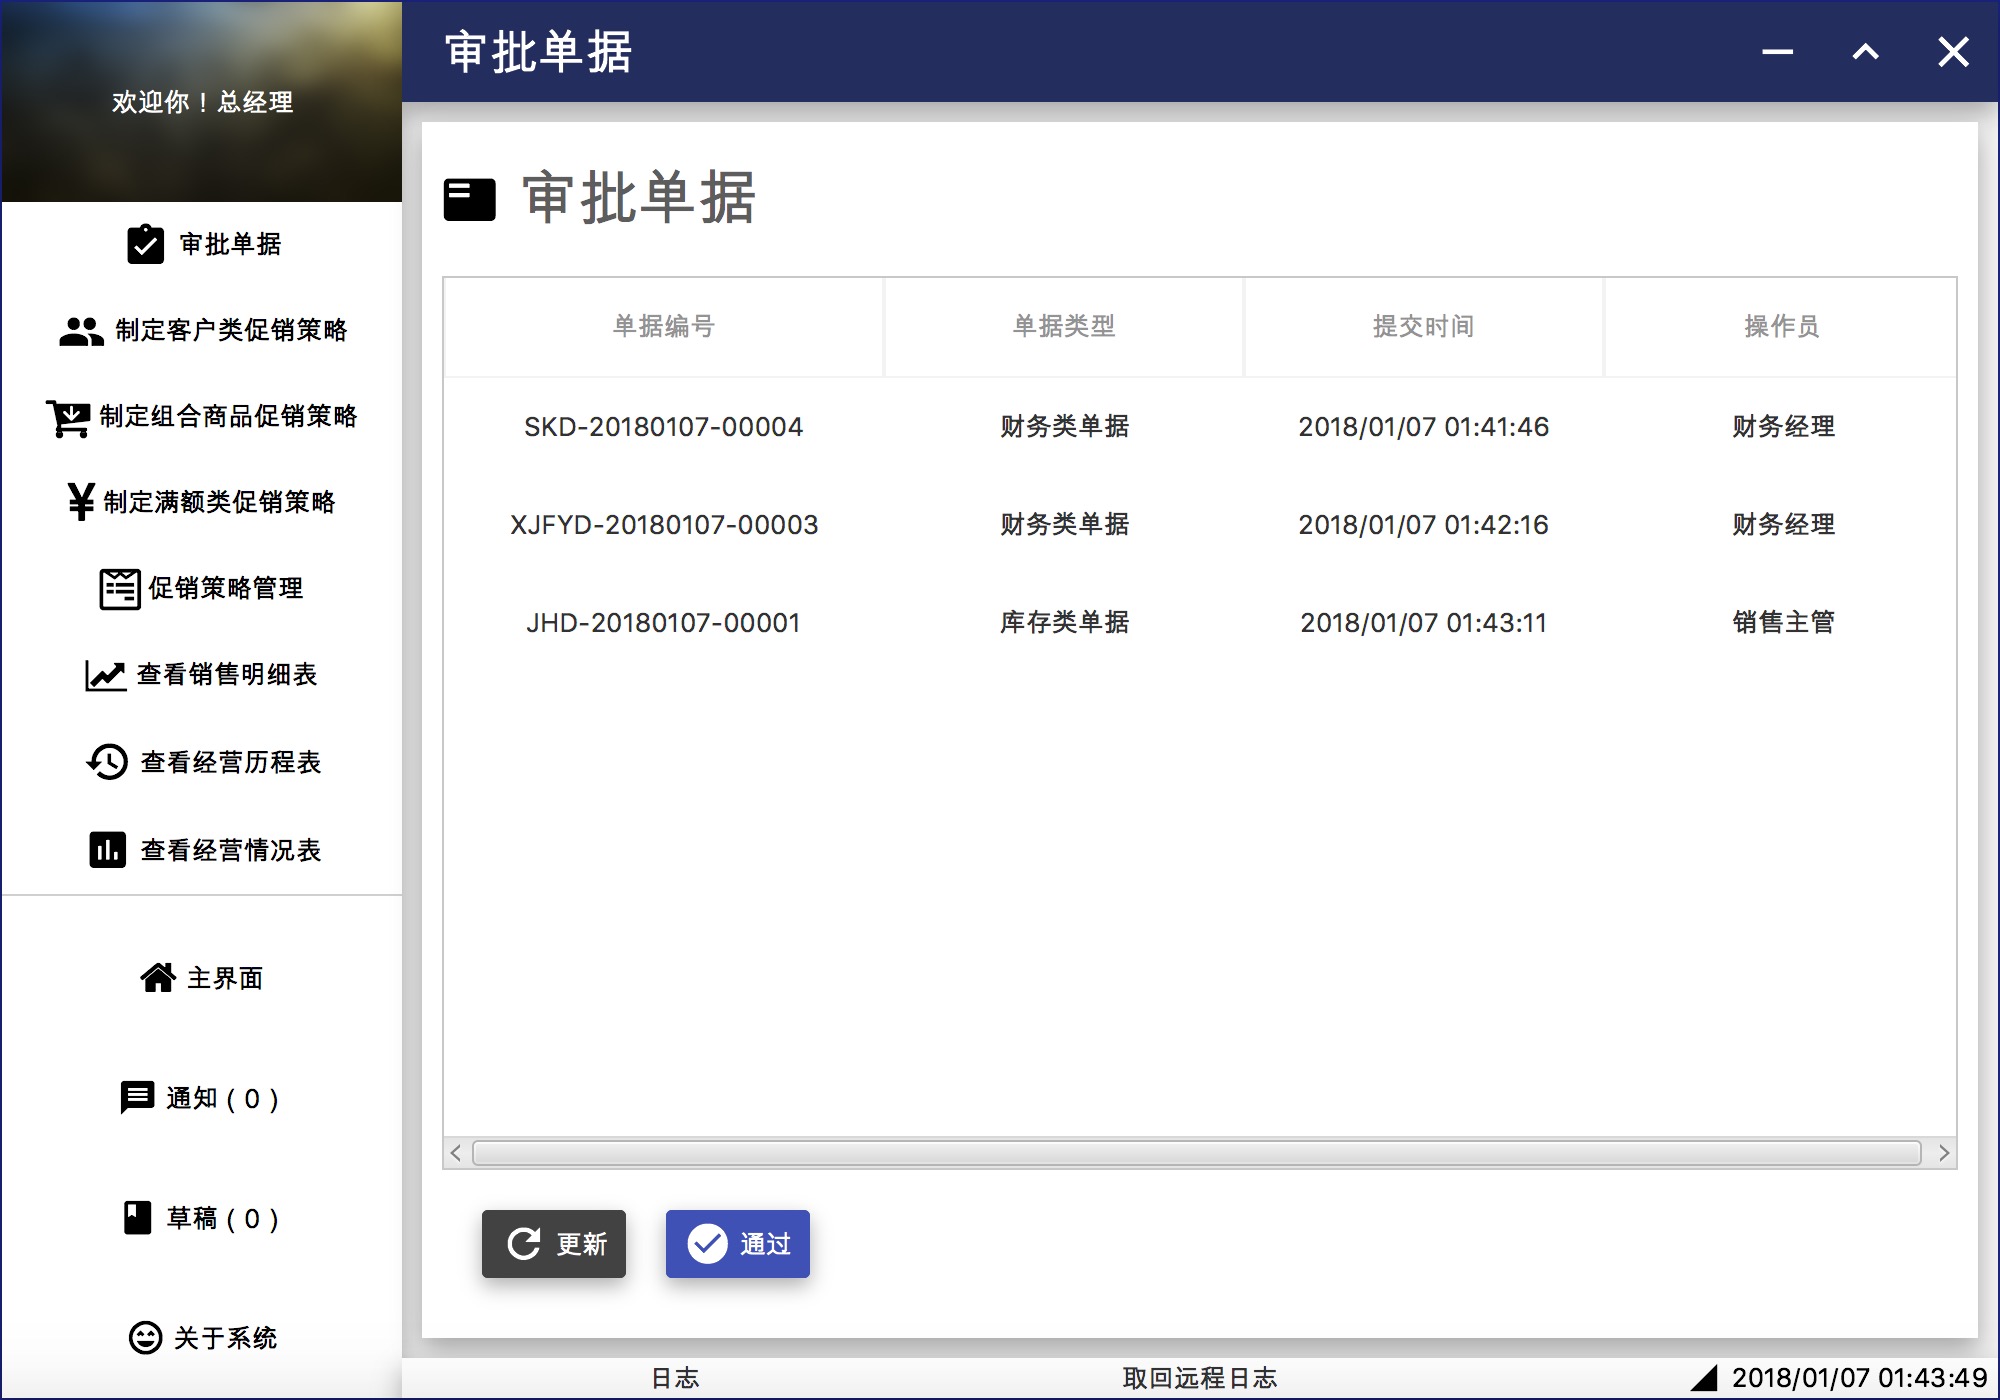 审批单据
欢迎你！总经理
审批单据
制定客户类促销策略
制定组合商品促销策略
制定满额类促销策略
促销策略管理
查看销售明细表
查看经营历程表
查看经营情况表
主界面
通知 ( 0 )
草稿 ( 0 )
关于系统
审批单据
单据编号 单据类型 提交时间 操作员
SKD-20180107-00004 财务类单据 2018/01/07 01:41:46 财务经理
XJFYD-20180107-00003 财务类单据 2018/01/07 01:42:16 财务经理
JHD-20180107-00001 库存类单据 2018/01/07 01:43:11 销售主管
更新 通过
日志 取回远程日志 2018/01/07 01:43:49